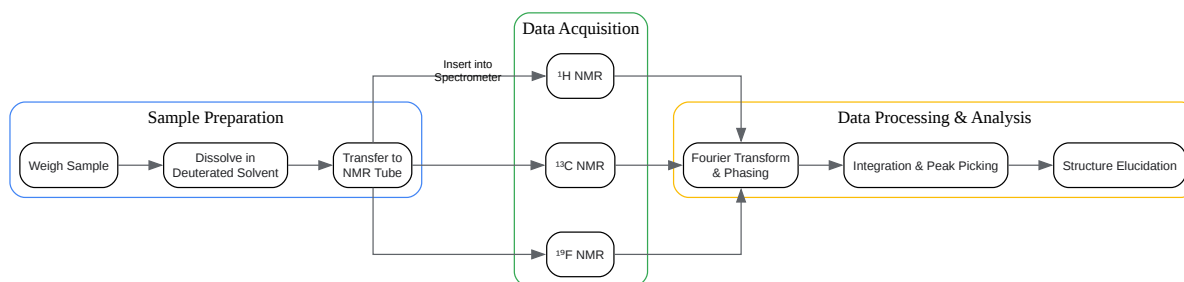 Data Acquisition
Insert into
Spectrometer
¹H NMR
Sample Preparation
Data Processing & Analysis
Weigh Sample
Dissolve in
Deuterated Solvent
Transfer to
NMR Tube
¹³C NMR
Fourier Transform
& Phasing
Integration & Peak Picking
Structure Elucidation
¹⁹F NMR